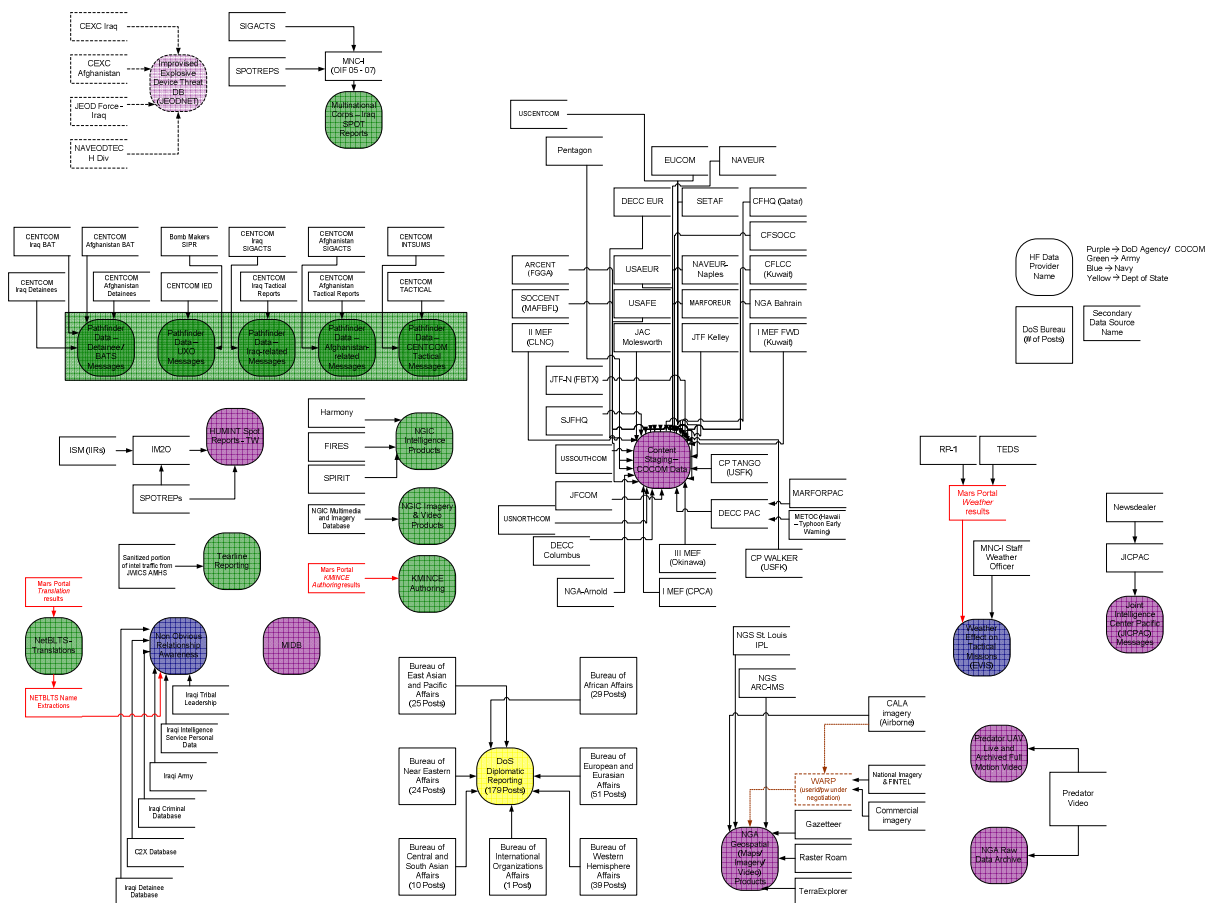 CEXC Iraq
CEXC
Afghanistan
JEOD Force -
Iraq
NAVEODTEC
H Div
Improvised
Explosive
Device Threat
DB
(JEODNET)
SIGACTS
SPOTREPS
MNC-I
(OIF 05 - 07)
Multinational
Corps – Iraq
SPOT
Reports
USCENTCOM
Pentagon
EUCOM
NAVEUR
DECC EUR
SETAF
CFHQ (Qatar)
CFSOCC
ARCENT
(FGGA)
USAEUR
NAVEUR-
Naples
CFLCC
(Kuwait)
SOCCENT
(MAFBFL)
USAFE
MARFOREUR
NGA Bahrain
II MEF
(CLNC)
JAC
Molesworth
JTF Kelley
I MEF FWD
(Kuwait)
JTF-N (FBTX)
SJFHQ
USSOUTHCOM
JFCOM
USNORTHCOM
DECC
Columbus
NGA-Arnold
Content
Staging –
COCOM Data
CP TANGO
(USFK)
DECC PAC
MARFORPAC
METOC (Hawaii
– Typhoon Early
Warning)
III MEF
(Okinawa)
CP WALKER
(USFK)
I MEF (CPCA)
HF Data
Provider
Name
Purple → DoD Agency/ COCOM
Green → Army
Blue → Navy
Yellow → Dept of State
DoS Bureau
(# of Posts)
Secondary
Data Source
Name
CENTCOM
Iraq BAT
CENTCOM
Afghanistan BAT
Bomb Makers
SIPR
CENTCOM
Iraq
SIGACTS
CENTCOM
Afghanistan
SIGACTS
CENTCOM
INTSUMS
CENTCOM
Iraq Detainees
CENTCOM
Afghanistan
Detainees
CENTCOM IED
CENTCOM
Iraq Tactical
Reports
CENTCOM
Afghanistan
Tactical Reports
CENTCOM
TACTICAL
Pathfinder
Data –
Detainee/
BATS
Messages
Pathfinder
Data – UXO
Messages
Pathfinder
Data –
Iraq-related
Messages
Pathfinder
Data –
Afghanistan-
related
Messages
Pathfinder
Data –
CENTCOM
Tactical
Messages
ISM (IIRs)
IM2O
SPOTREPs
HUMINT Spot
Reports - TW
Harmony
FIRES
SPIRIT
NGIC
Intelligence
Products
NGIC Multimedia
and Imagery
Database
NGIC Imagery
& Video
Products
Sanitized portion
of intel traffic from
JWICS AMHS
Tearline
Reporting
Mars Portal
KMINCE
Authoring results
KMINCE
Authoring
Mars Portal
Translation
results
NetBLTS –
Translations
NETBLTS Name
Extractions
Non Obvious
Relationship
Awareness
MIDB
Iraqi Tribal
Leadership
Iraqi Intelligence
Service Personal
Data
Iraqi Army
Iraqi Criminal
Database
C2X Database
Iraqi Detainee
Database
Bureau of
East Asian
and Pacific
Affairs
(25 Posts)
Bureau of
African Affairs
(29 Posts)
Bureau of
Near Eastern
Affairs
(24 Posts)
DoS
Diplomatic
Reporting
(179 Posts)
Bureau of
European and
Eurasian
Affairs
(51 Posts)
Bureau of
Central and
South Asian
Affairs
(10 Posts)
Bureau of
International
Organizations
Affairs
(1 Post)
Bureau of
Western
Hemisphere
Affairs
(39 Posts)
NGS St. Louis
IPL
NGS
ARC-IMS
CALA
imagery
(Airborne)
WARP
(userid/pw under
negotiation)
National Imagery
& FINTEL
Commercial
imagery
Gazetteer
Raster Roam
TerraExplorer
NGA
Geospatial
(Maps/
Imagery/
Video)
Products
RP-1
TEDS
Mars Portal
Weather
results
MNC-I Staff
Weather
Officer
Weather
Effect on
Tactical
Missions
(EVIS)
Newsdealer
JICPAC
Joint
Intelligence
Center Pacific
(JICPAC)
Messages
Predator UAV
Live and
Archived Full
Motion Video
Predator
Video
NGA Raw
Data Archive